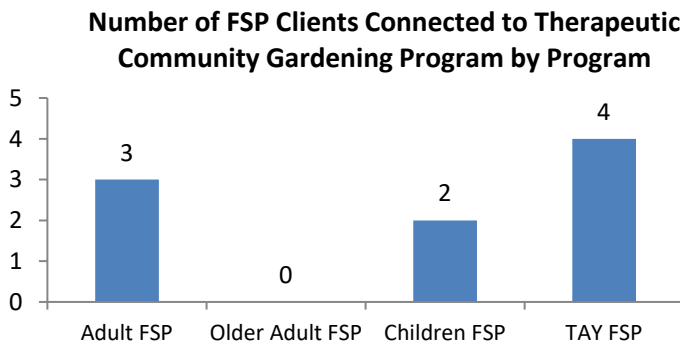 Number of FSP Clients Connected to Therapeutic
Community Gardening Program by Program
5
4
3
2
1
0
3
0
2
4
Adult FSP
Older Adult FSP
Children FSP
TAY FSP